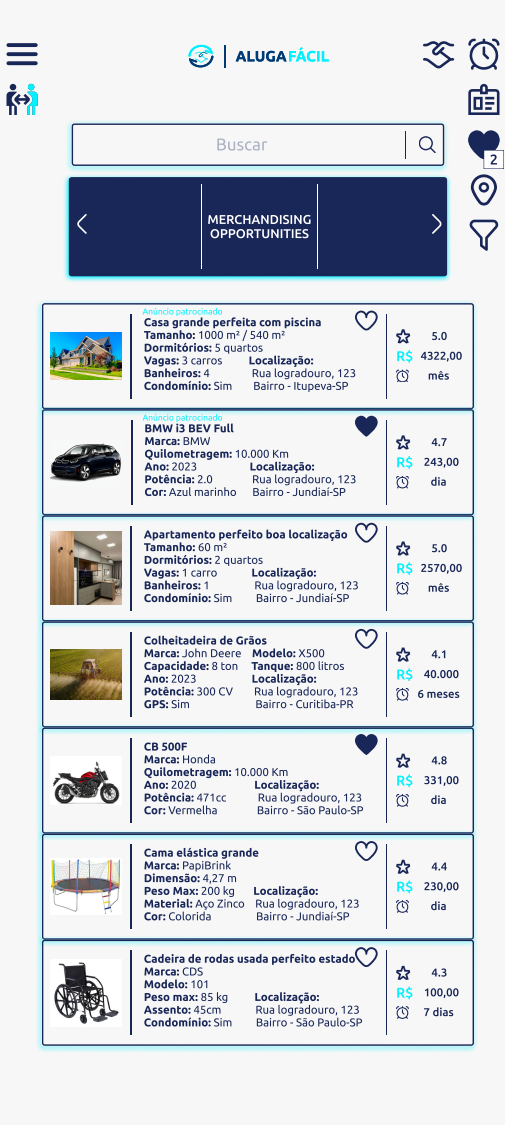 ALUGAFÁCIL
2
Buscar
MERCHANDISING
OPPORTUNITIES
Anúncio patrocinado
Casa grande perfeita com piscina
Tamanho: 1000 m² / 540 m²
Dormitórios: 5 quartos
Vagas: 3 carros Localização:
Banheiros: 4 Rua logradouro, 123
Condomínio: Sim Bairro - Itupeva-SP
5.0
R$ 4322,00
mês
Anúncio patrocinado
BMW i3 BEV Full
Marca: BMW
Quilometragem: 10.000 Km
Ano: 2023 Localização:
Potência: 2.0 Rua logradouro, 123
Cor: Azul marinho Bairro - Jundiaí-SP
4.7
R$ 243,00
dia
Apartamento perfeito boa localização
Tamanho: 60 m²
Dormitórios: 2 quartos
Vagas: 1 carro Localização:
Banheiros: 1 Rua logradouro, 123
Condomínio: Sim Bairro - Jundiaí-SP
5.0
R$ 2570,00
mês
Colheitadeira de Grãos
Marca: John Deere Modelo: X500
Capacidade: 8 ton Tanque: 800 litros
Ano: 2023 Localização:
Potência: 300 CV Rua logradouro, 123
GPS: Sim Bairro - Curitiba-PR
4.1
R$ 40.000
6 meses
CB 500F
Marca: Honda
Quilometragem: 10.000 Km
Ano: 2020 Localização:
Potência: 471cc Rua logradouro, 123
Cor: Vermelha Bairro - São Paulo-SP
4.8
R$ 331,00
dia
Cama elástica grande
Marca: PapiBrink
Dimensão: 4,27 m
Peso Max: 200 kg Localização:
Material: Aço Zinco Rua logradouro, 123
Cor: Colorida Bairro - Jundiaí-SP
4.4
R$ 230,00
dia
Cadeira de rodas usada perfeito estado
Marca: CDS
Modelo: 101
Peso max: 85 kg Localização:
Assento: 45cm Rua logradouro, 123
Condomínio: Sim Bairro - São Paulo-SP
4.3
R$ 100,00
7 dias